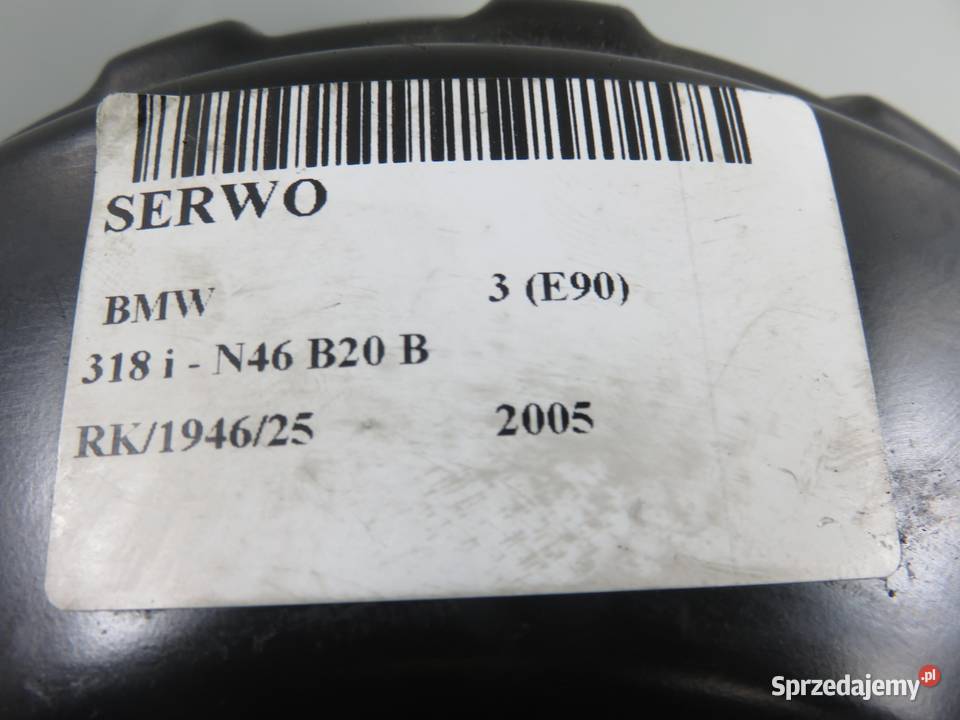 SERWO
BMW 3 (E90)
318 i - N46 B20 B
RK/1946/25 2005
Sprzedajemy.pl